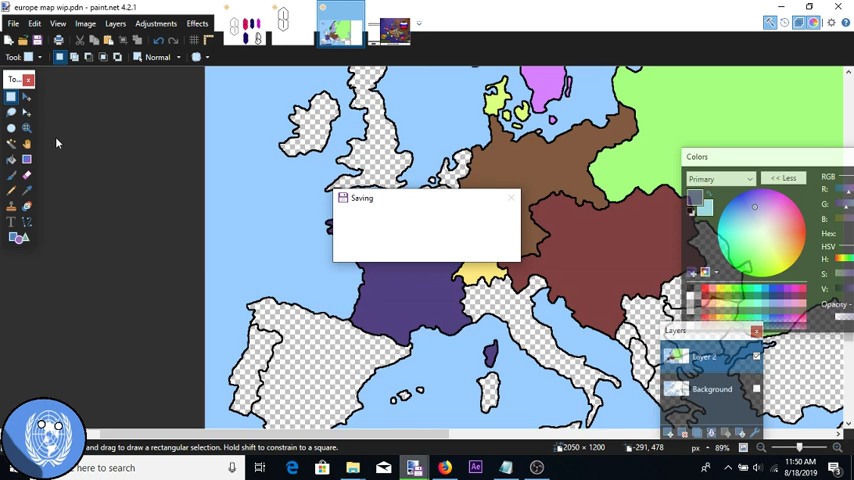 europe map wip.pdn - paint.net 4.2.1
File Edit View Image Layers Adjustments Effects
Tool: Normal
To...
Colors
Primary << Less RGB
R:
G:
B:
Hex:
HSV
H:
S:
V:
Opacity -
Saving
Layers
Layer 2
Background
and drag to draw a rectangular selection. Hold shift to constrain to a square.
2050 × 1200
-291, 478
px
89%
here to search
Ae
11:50 AM
8/18/2019
3